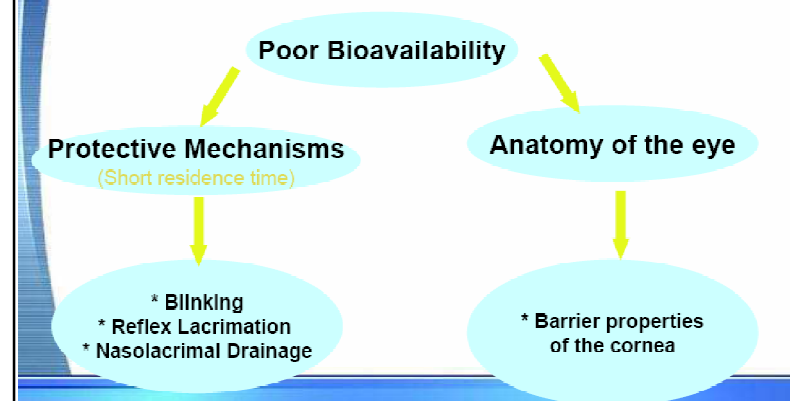 Poor Bioavailability
Protective Mechanisms
(Short residence time)
Anatomy of the eye
* Blinking
* Reflex Lacrimation
* Nasolacrimal Drainage
* Barrier properties
of the cornea